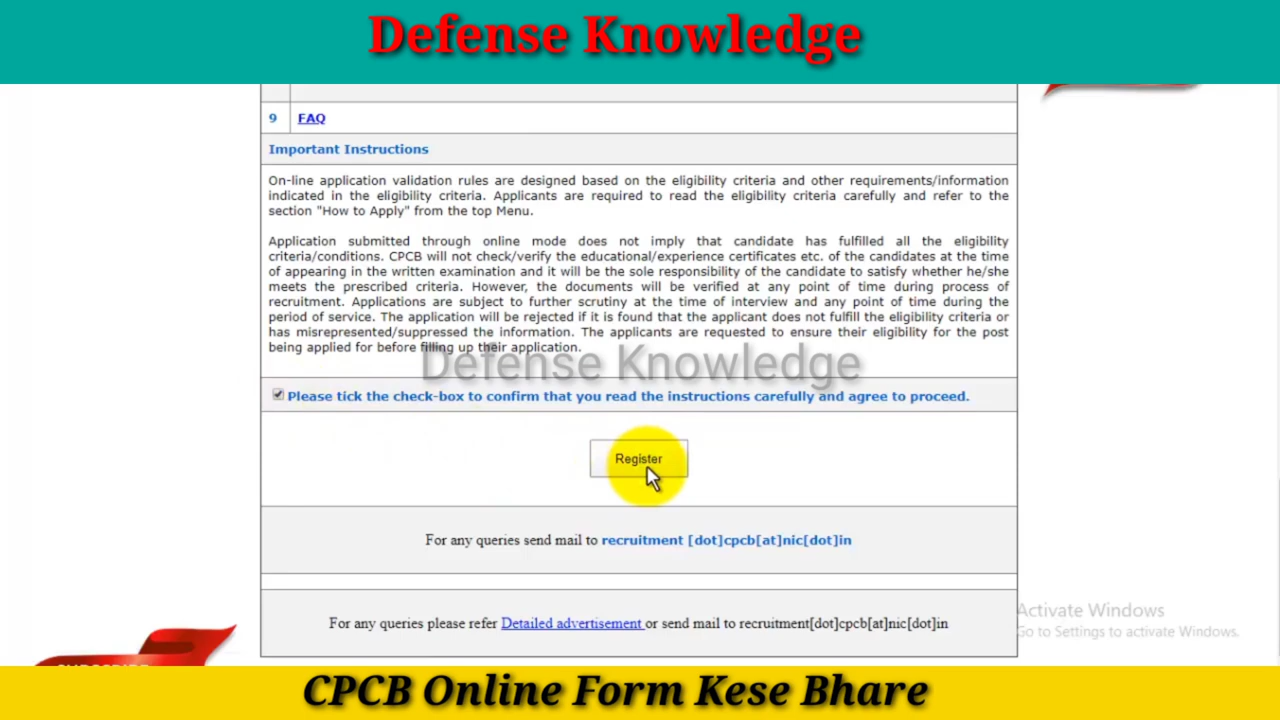 Defense Knowledge
9 FAQ
Important Instructions
On-line application validation rules are designed based on the eligibility criteria and other requirements/information
indicated in the eligibility criteria. Applicants are required to read the eligibility criteria carefully and refer to the
section "How to Apply" from the top Menu.
Application submitted through online mode does not imply that candidate has fulfilled all the eligibility
criteria/conditions. CPCB will not check/verify the educational/experience certificates etc. of the candidates at the time
of appearing in the written examination and it will be the sole responsibility of the candidate to satisfy whether he/she
meets the prescribed criteria. However, the documents will be verified at any point of time during process of
recruitment. Applications are subject to further scrutiny at the time of interview and any point of time during the
period of service. The application will be rejected if it is found that the applicant does not fulfill the eligibility criteria or
has misrepresented/suppressed the information. The applicants are requested to ensure their eligibility for the post
being applied for before filling up their application.
Defense Knowledge
Please tick the check-box to confirm that you read the instructions carefully and agree to proceed.
Register
For any queries send mail to recruitment [dot]cpcb[at]nic[dot]in
Activate Windows
Go to Settings to activate Windows.
For any queries please refer Detailed advertisement or send mail to recruitment[dot]cpcb[at]nic[dot]in
CPCB Online Form Kese Bhare